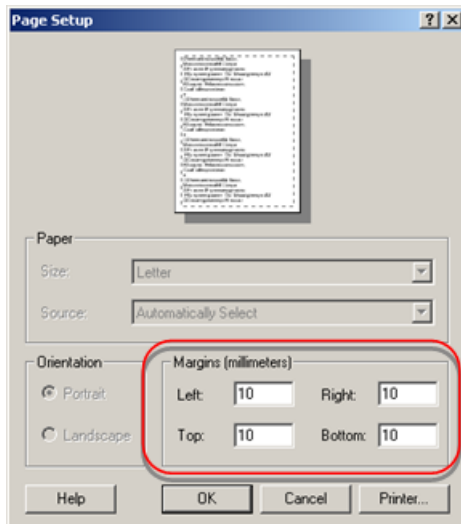 Page Setup
Paper
Size: Letter
Source: Automatically Select
Orientation
Portrait
Landscape
Margins (millimeters)
Left: 10 Right: 10
Top: 10 Bottom: 10
Help OK Cancel Printer...